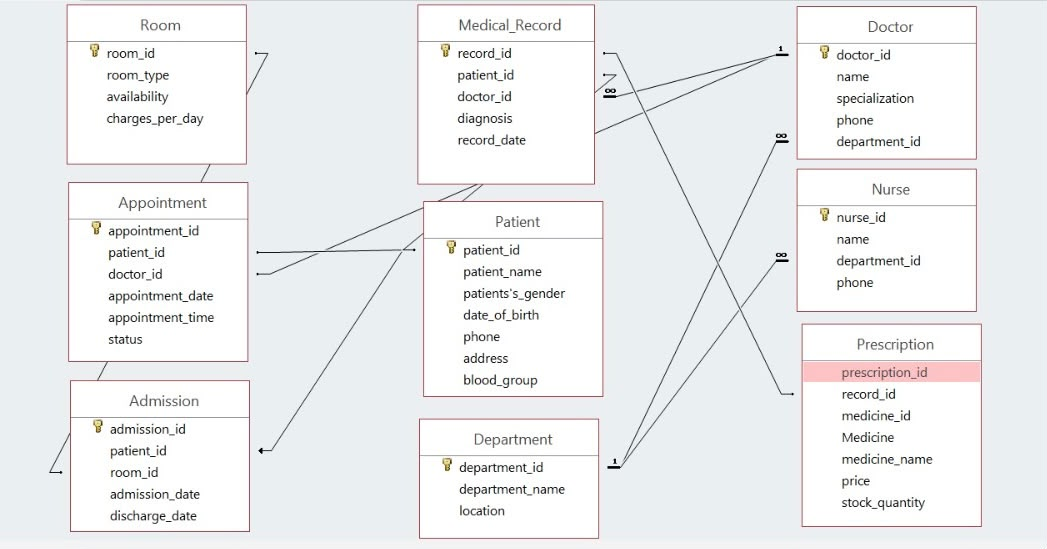 Room
room_id
room_type
availability
charges_per_day
Appointment
appointment_id
patient_id
doctor_id
appointment_date
appointment_time
status
Admission
admission_id
patient_id
room_id
admission_date
discharge_date
Medical_Record
record_id
patient_id
doctor_id
diagnosis
record_date
Patient
patient_id
patient_name
patients's_gender
date_of_birth
phone
address
blood_group
Department
department_id
department_name
location
1
∞
∞
∞
1
Doctor
doctor_id
name
specialization
phone
department_id
Nurse
nurse_id
name
department_id
phone
Prescription
prescription_id
record_id
medicine_id
Medicine
medicine_name
price
stock_quantity